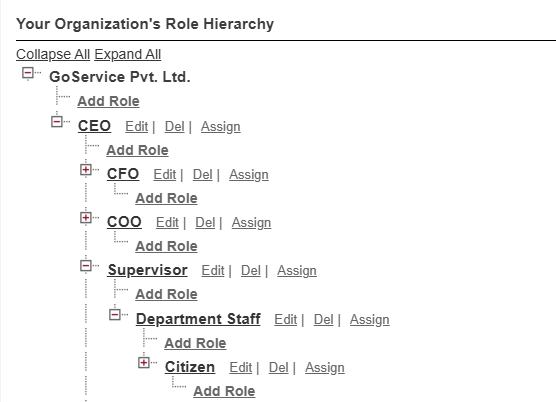 Your Organization's Role Hierarchy
Collapse All Expand All
GoService Pvt. Ltd.
Add Role
CEO Edit | Del | Assign
Add Role
CFO Edit | Del | Assign
Add Role
COO Edit | Del | Assign
Add Role
Supervisor Edit | Del | Assign
Add Role
Department Staff Edit | Del | Assign
Add Role
Citizen Edit | Del | Assign
Add Role